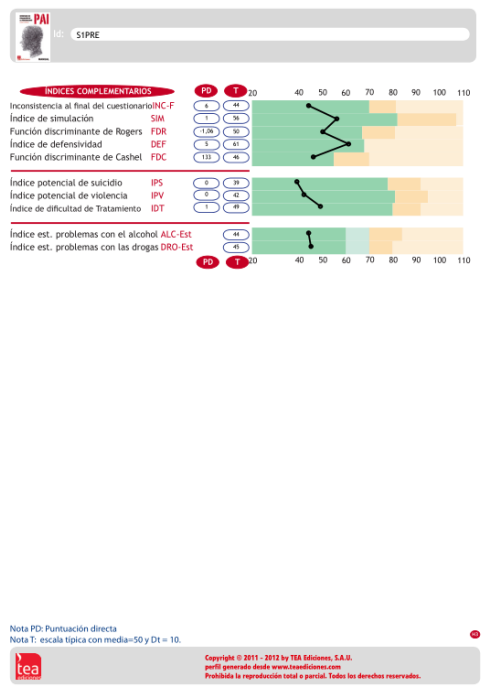 PAI
Id: S1PRE
ÍNDICES COMPLEMENTARIOS PD T 20 40 50 60 70 80 90 100 110
Inconsistencia al final del cuestionario INC-F 6 44
Índice de simulación SIM 1 56
Función discriminante de Rogers FDR -1,06 50
Índice de defensividad DEF 5 61
Función discriminante de Cashel FDC 133 46
Índice potencial de suicidio IPS 0 39
Índice potencial de violencia IPV 0 42
Índice de dificultad de Tratamiento IDT 1 49
Índice est. problemas con el alcohol ALC-Est 44
Índice est. problemas con las drogas DRO-Est 45
PD T 20 40 50 60 70 80 90 100 110
Nota PD: Puntuación directa
Nota T: escala típica con media=50 y Dt = 10.
tea
ediciones
Copyright © 2011 - 2012 by TEA Ediciones, S.A.U.
perfil generado desde www.teaediciones.com
Prohibida la reproducción total o parcial. Todos los derechos reservados.